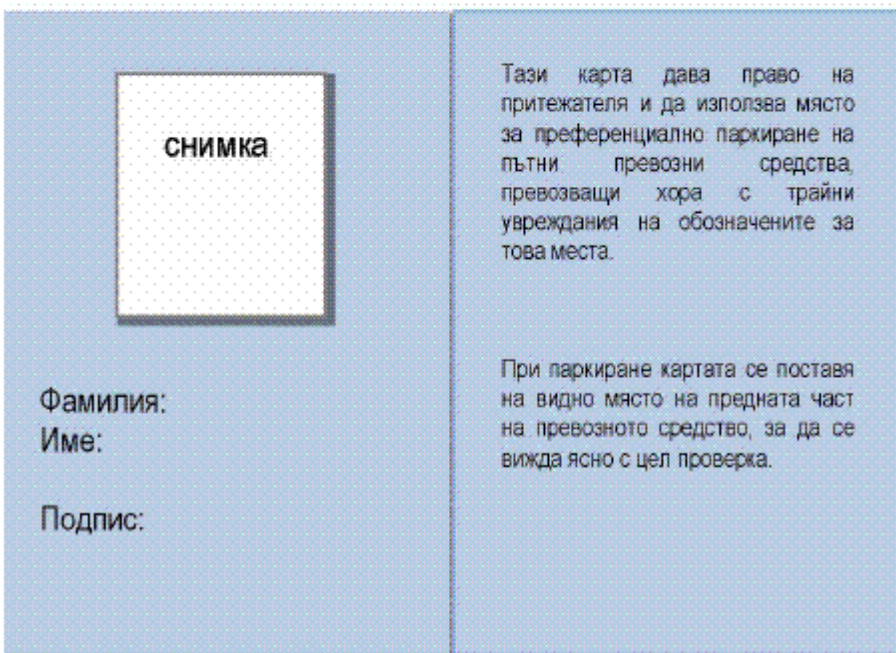 снимка
Фамилия:
Име:
Подпис:
Тази карта дава право на
притежателя и да използва място
за преференциално паркиране на
пътни превозни средства,
превозващи хора с трайни
увреждания на обозначените за
това места.
При паркиране картата се поставя
на видно място на предната част
на превозното средство, за да се
вижда ясно с цел проверка.